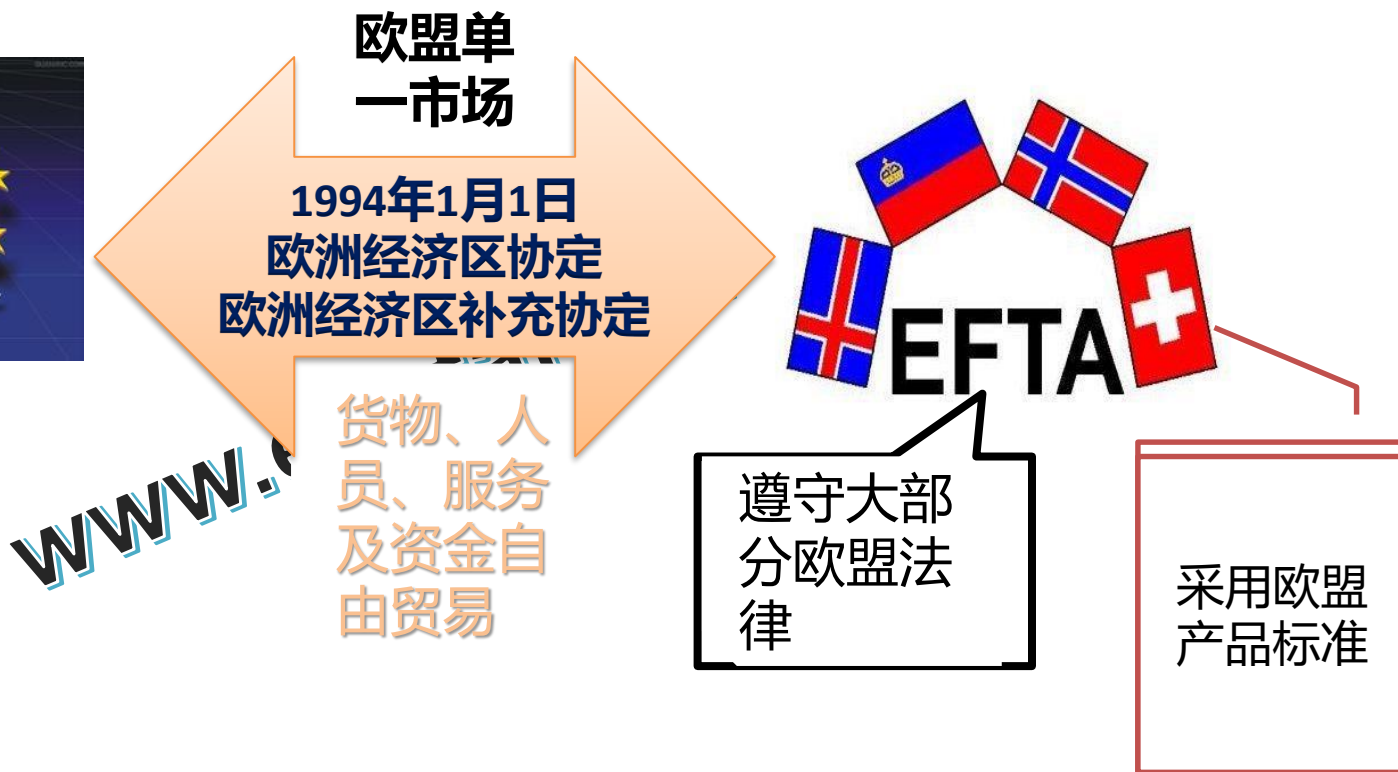 欧盟单
一市场
1994年1月1日
欧洲经济区协定
欧洲经济区补充协定
货物、人
员、服务
及资金自
由贸易
EFTA
遵守大部
分欧盟法
律
采用欧盟
产品标准
www.